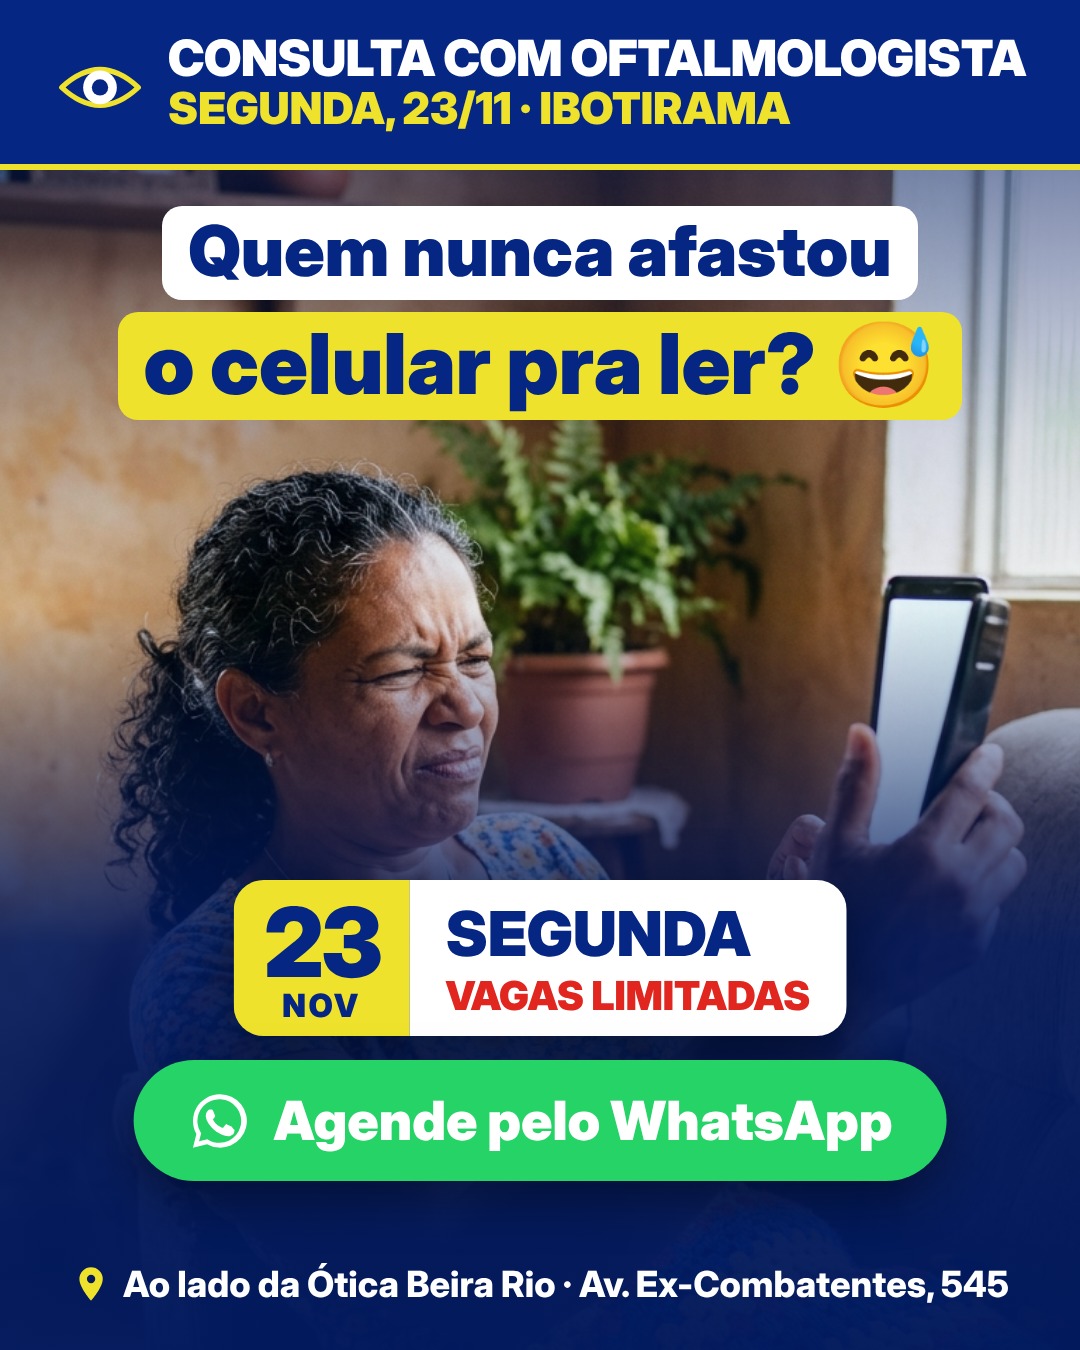 CONSULTA COM OFTALMOLOGISTA
SEGUNDA, 23/11 · IBOTIRAMA
Quem nunca afastou
o celular pra ler? 😅
23
NOV
SEGUNDA
VAGAS LIMITADAS
Agende pelo WhatsApp
Ao lado da Ótica Beira Rio · Av. Ex-Combatentes, 545